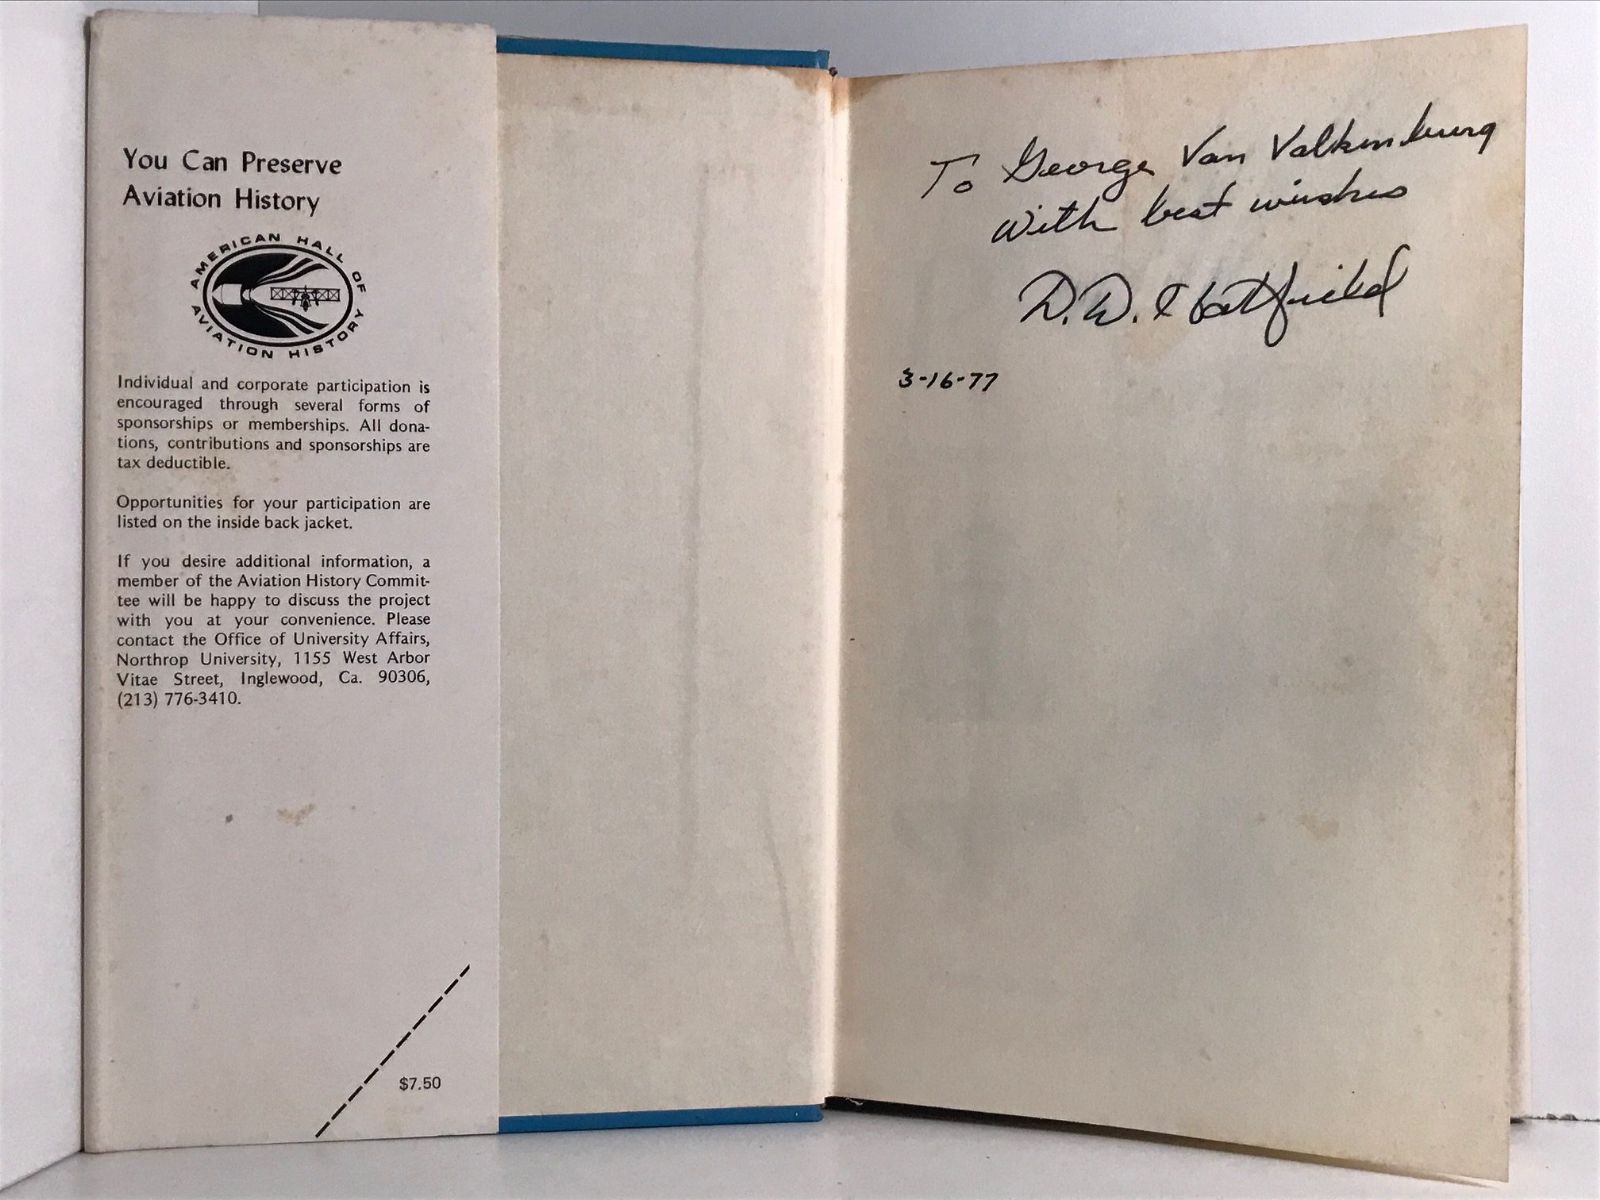 You Can Preserve
Aviation History
AMERICAN HALL OF
AVIATION HISTORY
Individual and corporate participation is
encouraged through several forms of
sponsorships or memberships. All dona-
tions, contributions and sponsorships are
tax deductible.
Opportunities for your participation are
listed on the inside back jacket.
If you desire additional information, a
member of the Aviation History Commit-
tee will be happy to discuss the project
with you at your convenience. Please
contact the Office of University Affairs,
Northrop University, 1155 West Arbor
Vitae Street, Inglewood, Ca. 90306,
(213) 776-3410.
$7.50
To George Van Valkenburg
With best wishes
D.D. Hatfield
3-16-77